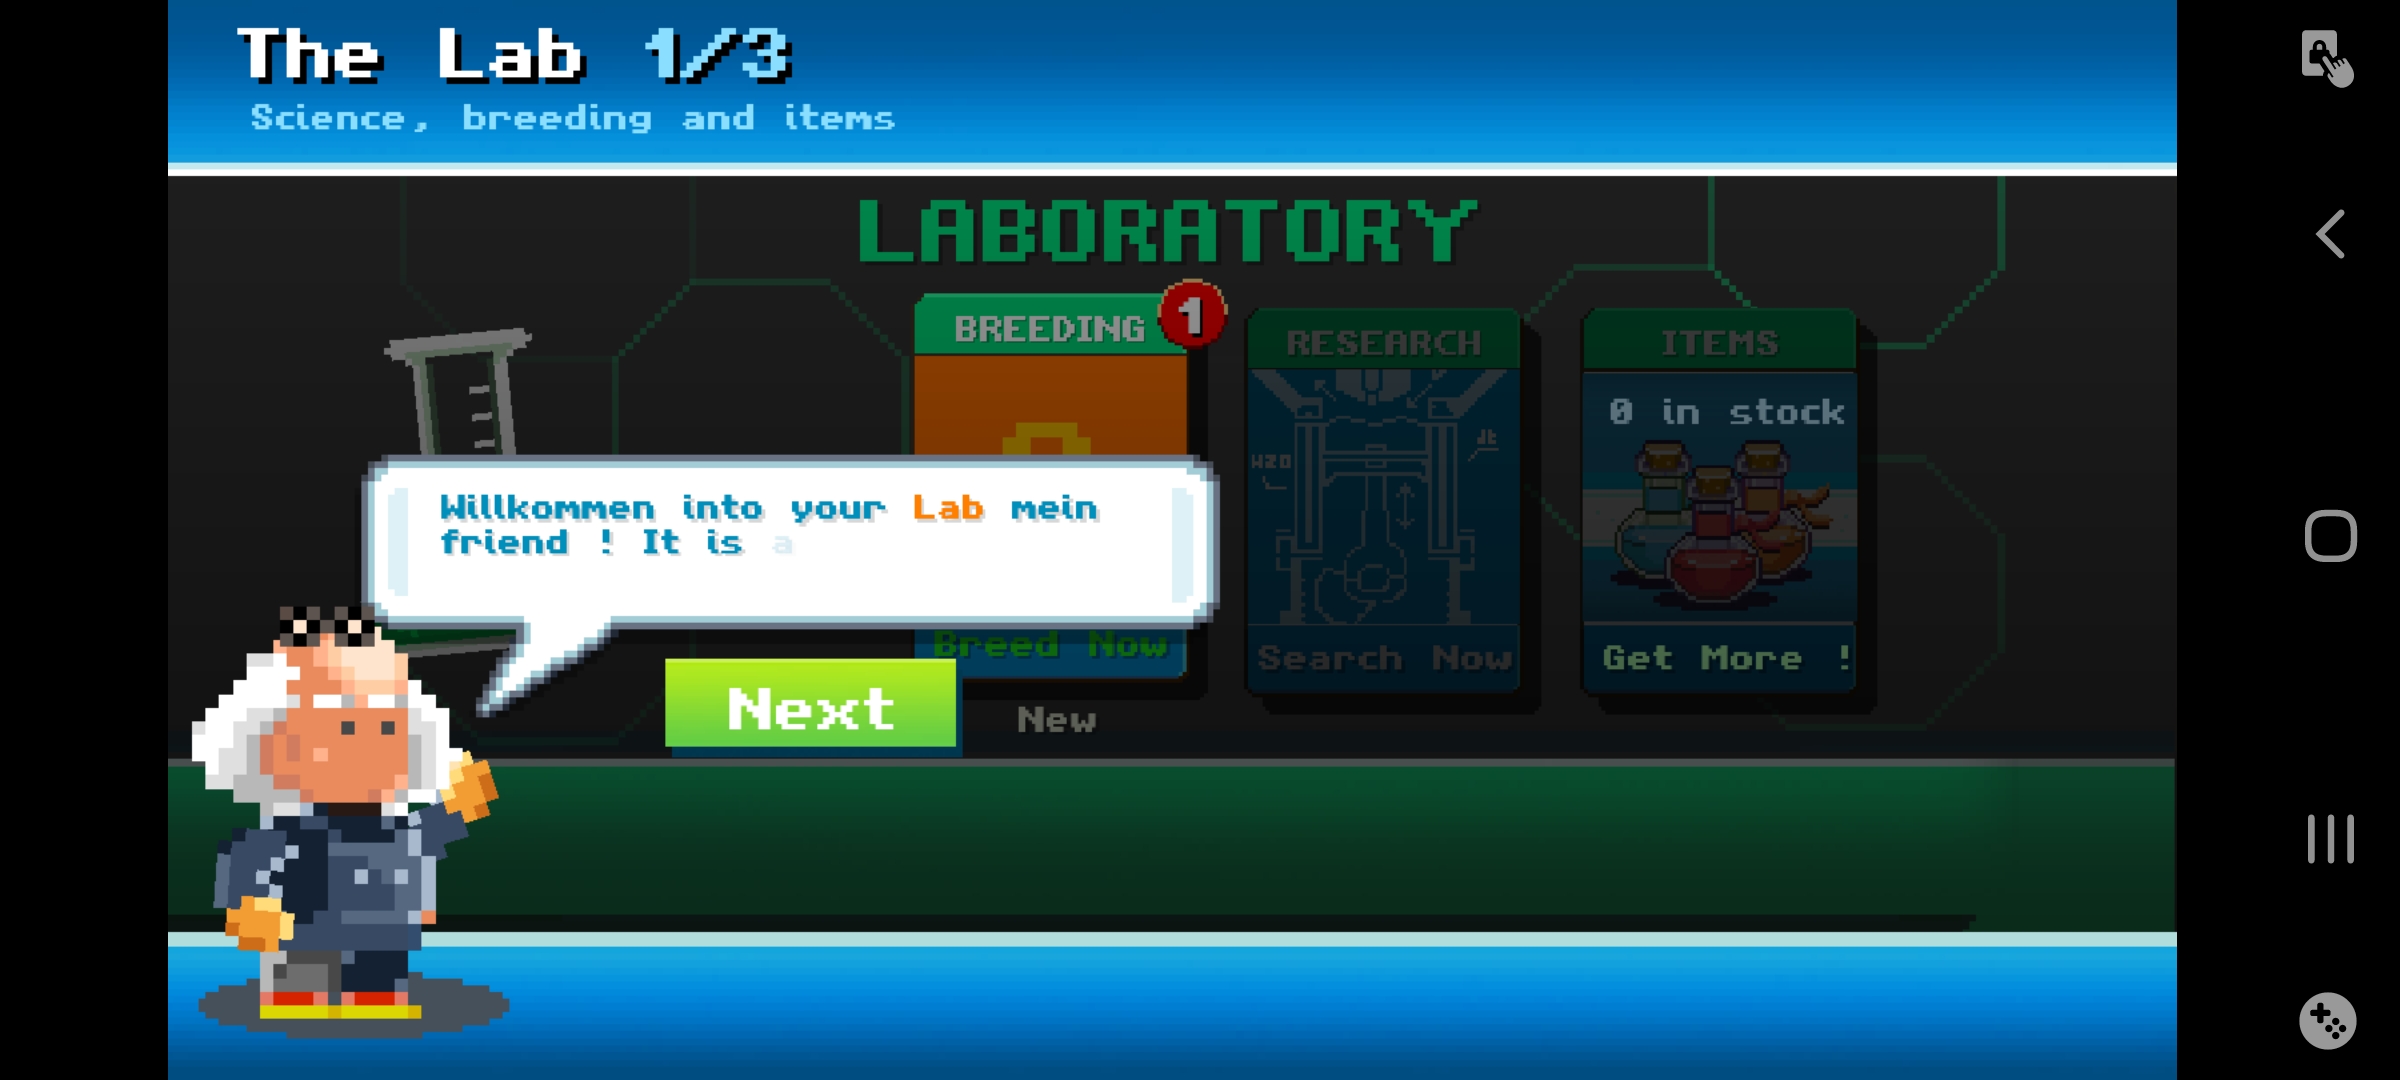 The Lab 1/3
Science, breeding and items
LABORATORY
BREEDING
1
RESEARCH
ITEMS
0 in stock
H2O
Willkommen into your Lab mein
friend ! It is a
Breed Now
Search Now
Get More !
Next
New